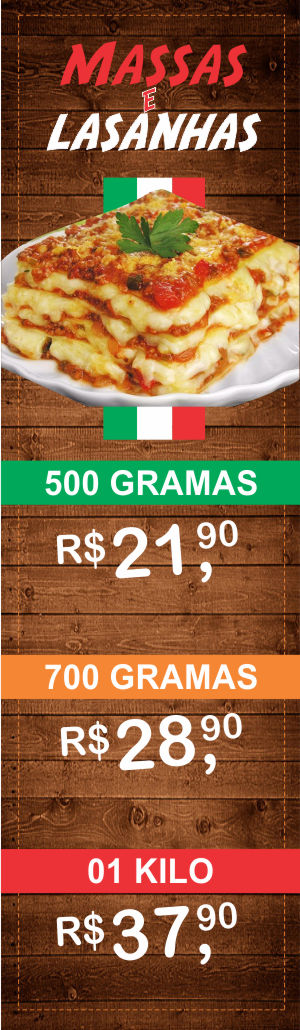 MASSAS
E
LASANHAS
500 GRAMAS
R$ 21,90
700 GRAMAS
R$ 28,90
01 KILO
R$ 37,90